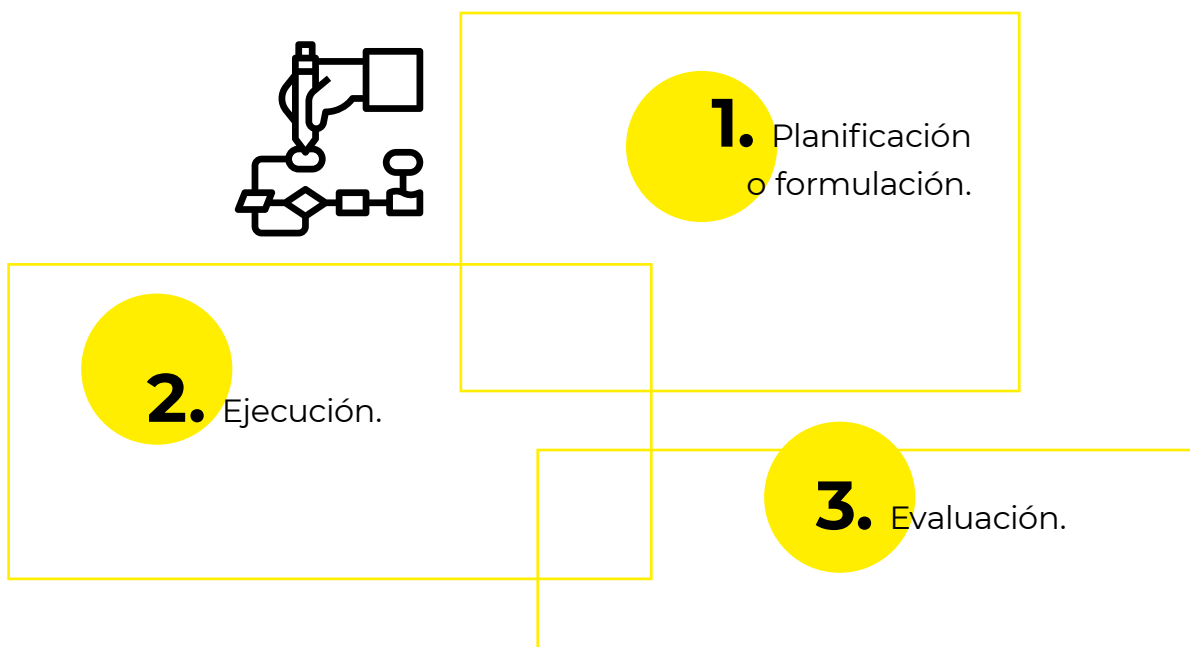 1. Planificación
o formulación.
2. Ejecución.
3. Evaluación.